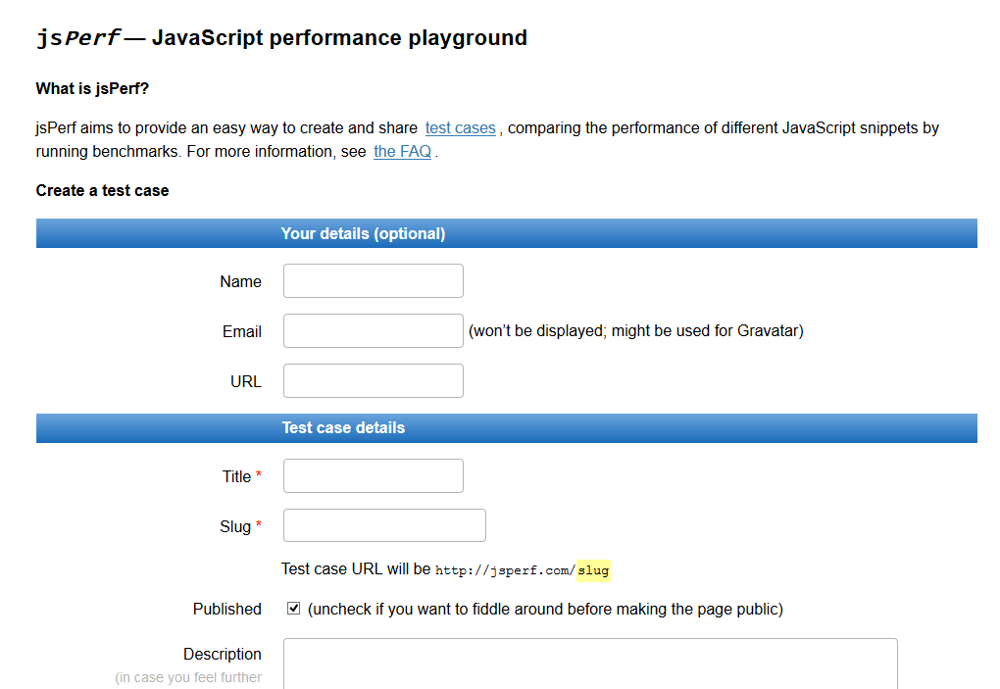 jsPerf — JavaScript performance playground
What is jsPerf?
jsPerf aims to provide an easy way to create and share test cases , comparing the performance of different JavaScript snippets by
running benchmarks. For more information, see the FAQ .
Create a test case
Your details (optional)
Name
Email (won’t be displayed; might be used for Gravatar)
URL
Test case details
Title *
Slug *
Test case URL will be http://jsperf.com/slug
Published (uncheck if you want to fiddle around before making the page public)
Description
(in case you feel further